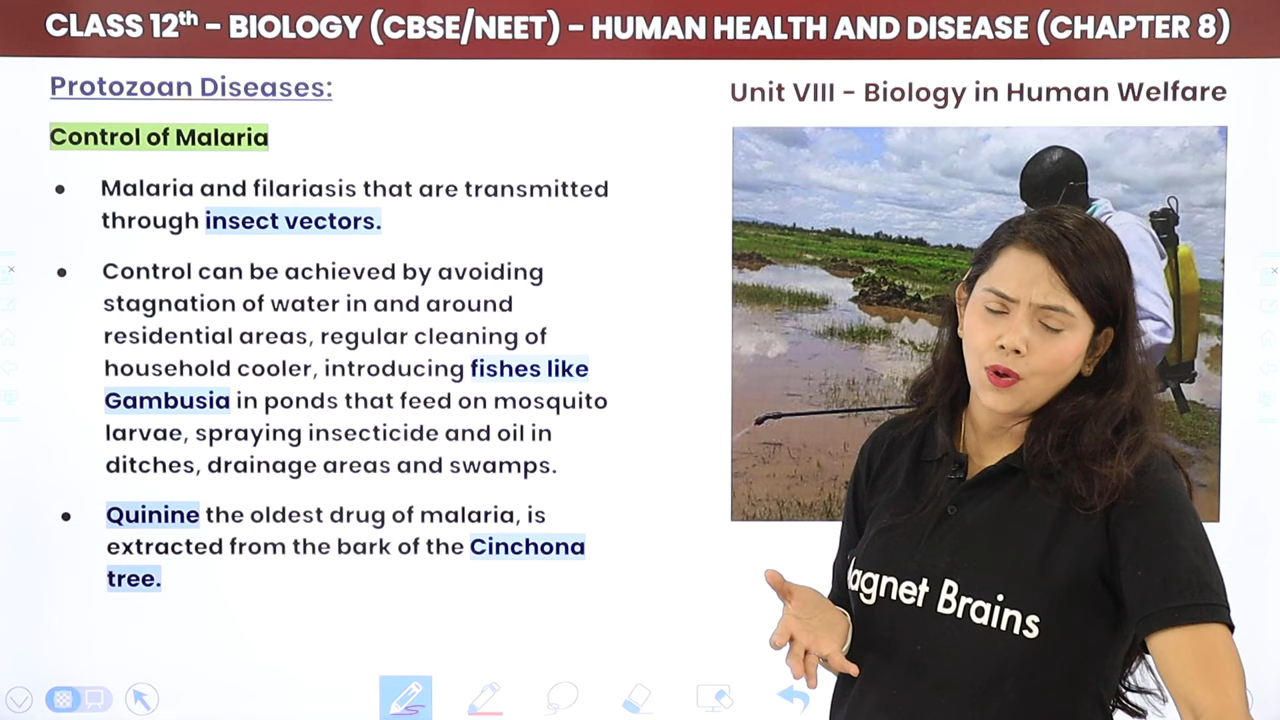 CLASS 12th – BIOLOGY (CBSE/NEET) – HUMAN HEALTH AND DISEASE (CHAPTER 8)
Protozoan Diseases:
Unit VIII – Biology in Human Welfare
Control of Malaria
• Malaria and filariasis that are transmitted
through insect vectors.
• Control can be achieved by avoiding
stagnation of water in and around
residential areas, regular cleaning of
household cooler, introducing fishes like
Gambusia in ponds that feed on mosquito
larvae, spraying insecticide and oil in
ditches, drainage areas and swamps.
• Quinine the oldest drug of malaria, is
extracted from the bark of the Cinchona
tree.
agnet Brains